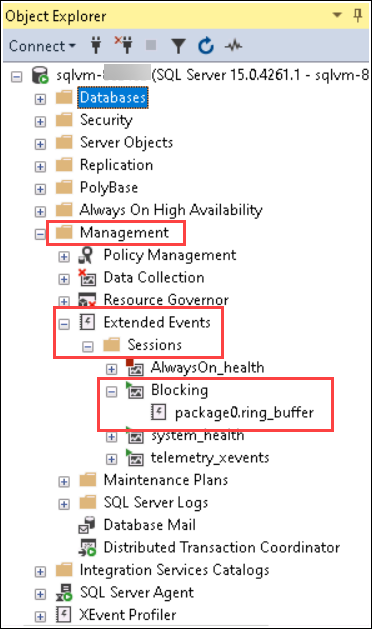 Object Explorer
Connect
sqlvm- (SQL Server 15.0.4261.1 - sqlvm-8
Databases
Security
Server Objects
Replication
PolyBase
Always On High Availability
Management
Policy Management
Data Collection
Resource Governor
Extended Events
Sessions
AlwaysOn_health
Blocking
package0.ring_buffer
system_health
telemetry_xevents
Maintenance Plans
SQL Server Logs
Database Mail
Distributed Transaction Coordinator
Integration Services Catalogs
SQL Server Agent
XEvent Profiler